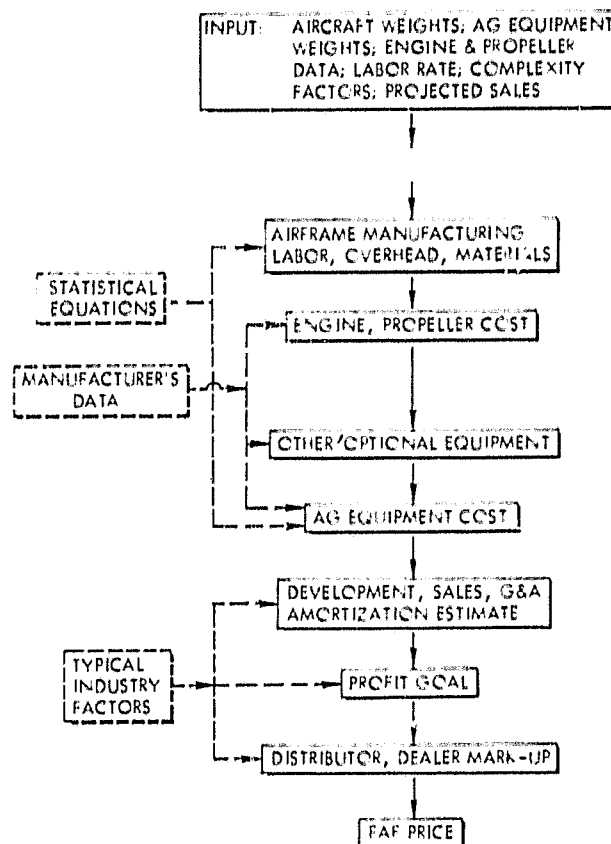 INPUT: AIRCRAFT WEIGHTS; AG EQUIPMENT
WEIGHTS; ENGINE & PROPELLER
DATA; LABOR RATE; COMPLEXITY
FACTORS; PROJECTED SALES
AIRFRAME MANUFACTURING
LABOR, OVERHEAD, MATERIALS
STATISTICAL
EQUATIONS
ENGINE, PROPELLER COST
MANUFACTURER'S
DATA
OTHER/OPTIONAL EQUIPMENT
AG EQUIPMENT COST
DEVELOPMENT, SALES, G&A
AMORTIZATION ESTIMATE
TYPICAL
INDUSTRY
FACTORS
PROFIT GOAL
DISTRIBUTOR, DEALER MARK-UP
FAF PRICE